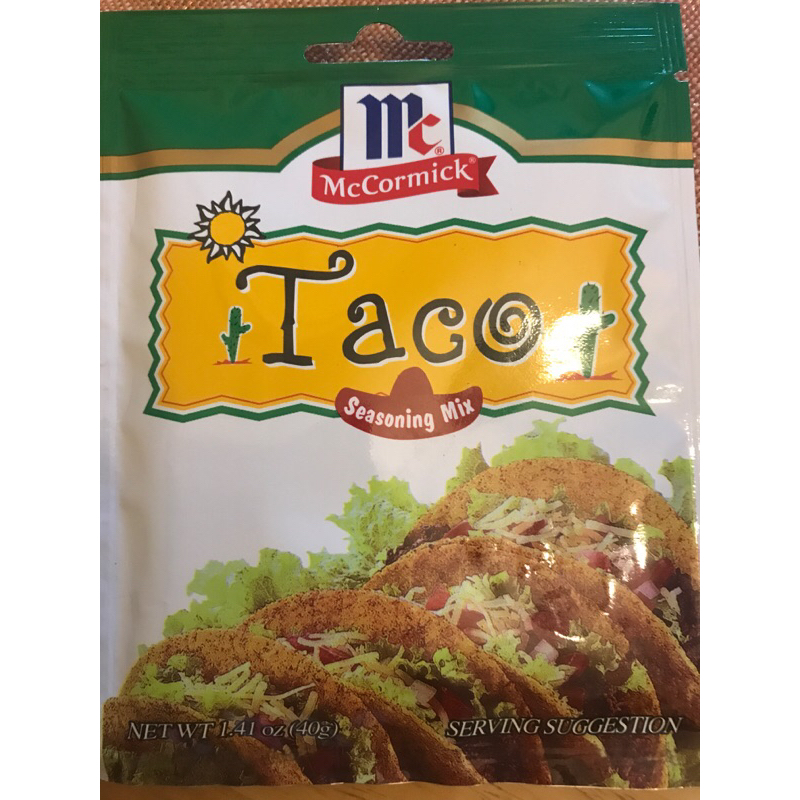 Mc®
McCormick®
Taco
Seasoning Mix
NET WT 1.41 oz (40g)
SERVING SUGGESTION